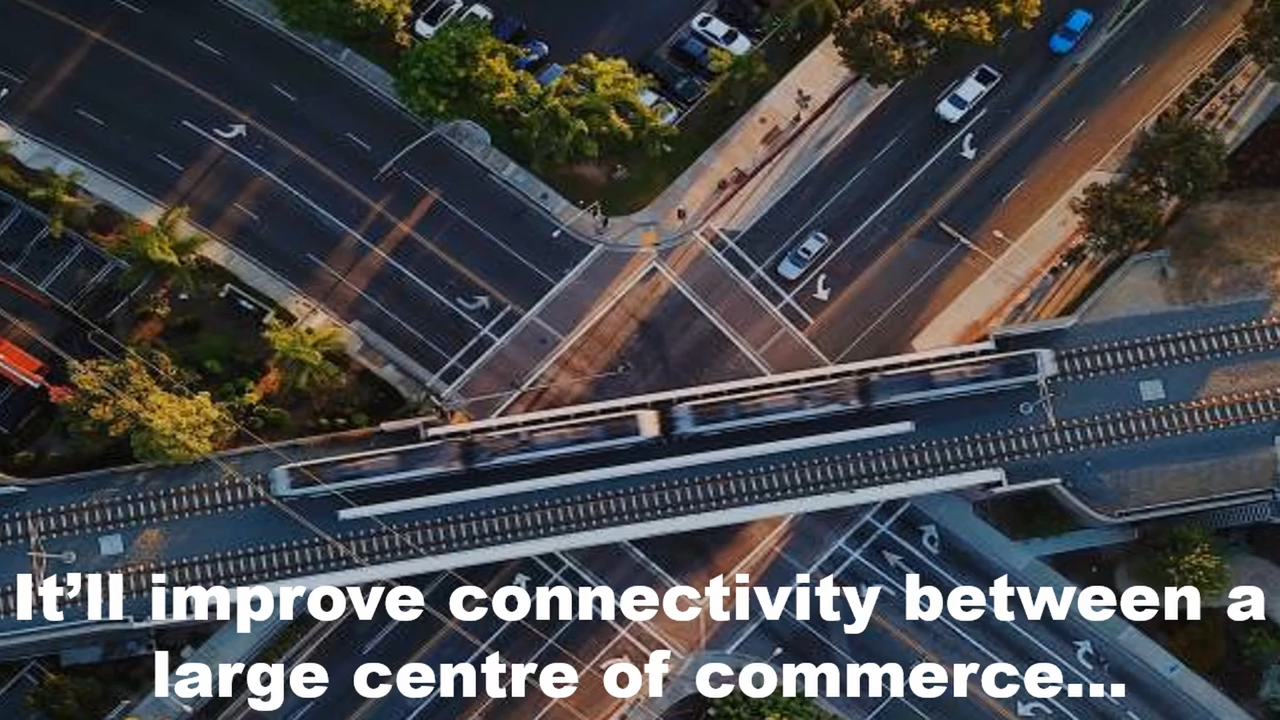 It’ll improve connectivity between a
large centre of commerce...